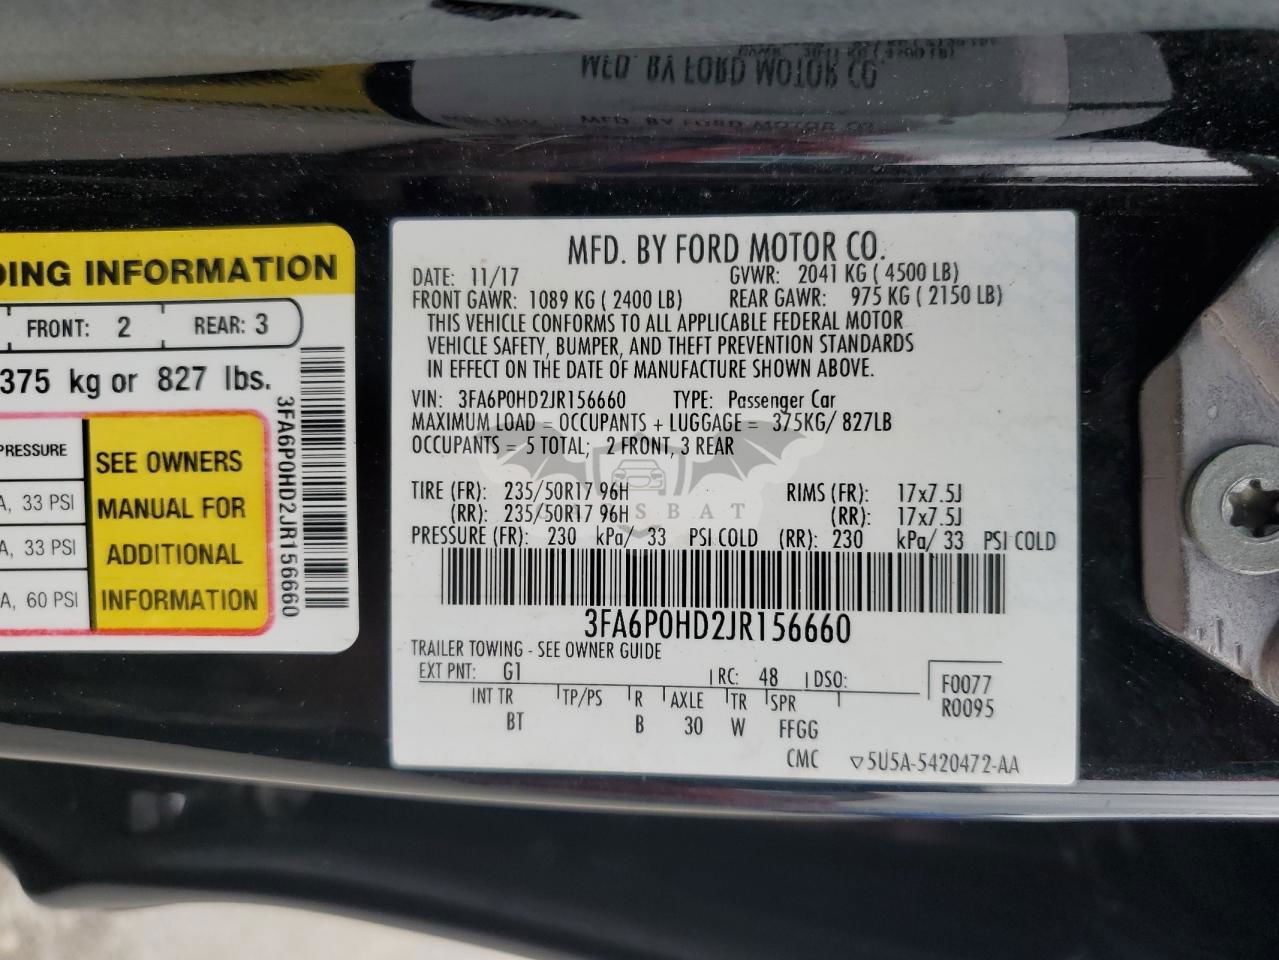 MFD. BY FORD MOTOR CO.
DING INFORMATION
FRONT: 2 REAR: 3
375 kg or 827 lbs.
PRESSURE
A, 33 PSI
A, 33 PSI
A, 60 PSI
SEE OWNERS
MANUAL FOR
ADDITIONAL
INFORMATION
3FA6P0HD2JR156660
MFD. BY FORD MOTOR CO.
DATE: 11/17 GVWR: 2041 KG ( 4500 LB)
FRONT GAWR: 1089 KG ( 2400 LB) REAR GAWR: 975 KG ( 2150 LB)
THIS VEHICLE CONFORMS TO ALL APPLICABLE FEDERAL MOTOR
VEHICLE SAFETY, BUMPER, AND THEFT PREVENTION STANDARDS
IN EFFECT ON THE DATE OF MANUFACTURE SHOWN ABOVE.
VIN: 3FA6P0HD2JR156660 TYPE: Passenger Car
MAXIMUM LOAD = OCCUPANTS + LUGGAGE = 375KG/ 827LB
OCCUPANTS = 5 TOTAL; 2 FRONT, 3 REAR
TIRE (FR): 235/50R17 96H RIMS (FR): 17x7.5J
(RR): 235/50R17 96H (RR): 17x7.5J
PRESSURE (FR): 230 kPa/ 33 PSI COLD (RR): 230 kPa/ 33 PSI COLD
3FA6P0HD2JR156660
TRAILER TOWING - SEE OWNER GUIDE
EXT PNT: G1 RC: 48 DSO:
F0077
R0095
INT TR TP/PS R AXLE TR SPR
BT B 30 W FFGG
CMC ▽5U5A-5420472-AA